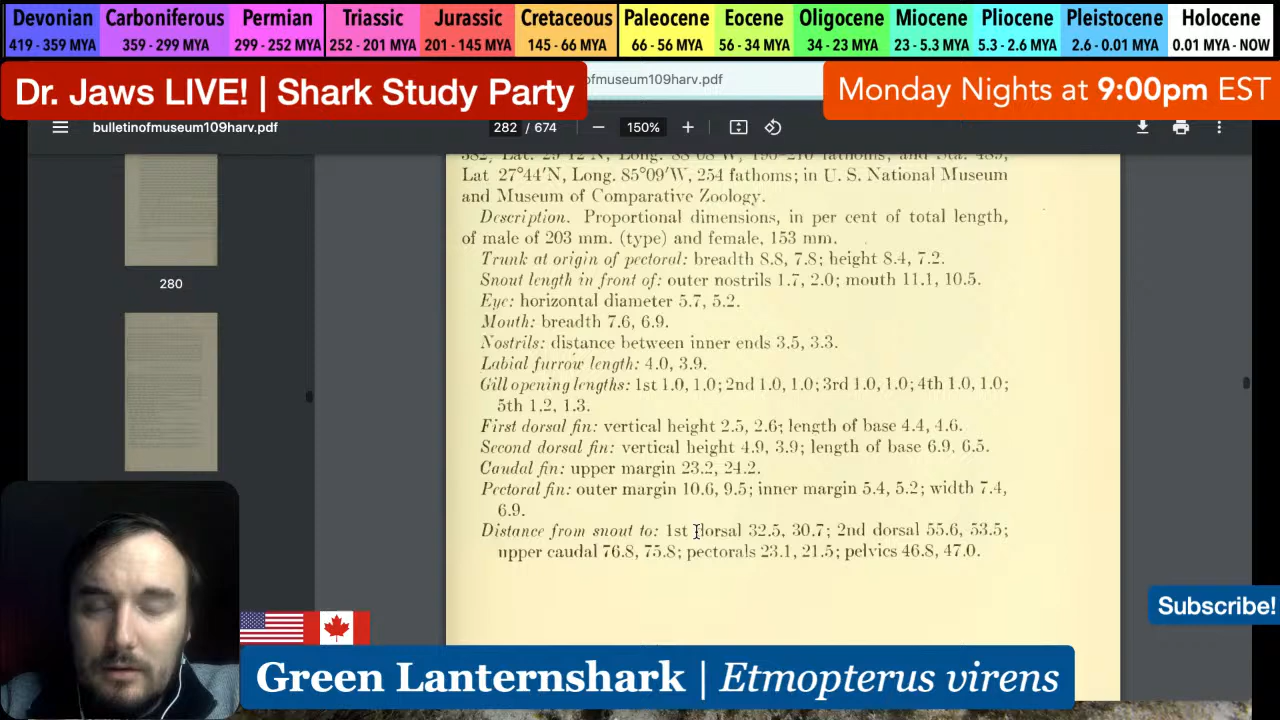 Devonian Carboniferous Permian Triassic Jurassic Cretaceous Paleocene Eocene Oligocene Miocene Pliocene Pleistocene Holocene
419 - 359 MYA 359 - 299 MYA 299 - 252 MYA 252 - 201 MYA 201 - 145 MYA 145 - 66 MYA 66 - 56 MYA 56 - 34 MYA 34 - 23 MYA 23 - 5.3 MYA 5.3 - 2.6 MYA 2.6 - 0.01 MYA 0.01 MYA - NOW
Dr. Jaws LIVE! | Shark Study Party
ofmuseum109harv.pdf
Monday Nights at 9:00pm EST
bulletinofmuseum109harv.pdf
282 / 674 — 150% +
382, Lat. 29°12'N, Long. 88°08'W, 190-210 fathoms, and Sta. 489,
Lat 27°44'N, Long. 85°09'W, 254 fathoms; in U. S. National Museum
and Museum of Comparative Zoology.
Description. Proportional dimensions, in per cent of total length,
of male of 203 mm. (type) and female, 153 mm.
Trunk at origin of pectoral: breadth 8.8, 7.8; height 8.4, 7.2.
Snout length in front of: outer nostrils 1.7, 2.0; mouth 11.1, 10.5.
Eye: horizontal diameter 5.7, 5.2.
Mouth: breadth 7.6, 6.9.
Nostrils: distance between inner ends 3.5, 3.3.
Labial furrow length: 4.0, 3.9.
Gill opening lengths: 1st 1.0, 1.0; 2nd 1.0, 1.0; 3rd 1.0, 1.0; 4th 1.0, 1.0;
5th 1.2, 1.3.
First dorsal fin: vertical height 2.5, 2.6; length of base 4.4, 4.6.
Second dorsal fin: vertical height 4.9, 3.9; length of base 6.9, 6.5.
Caudal fin: upper margin 23.2, 24.2.
Pectoral fin: outer margin 10.6, 9.5; inner margin 5.4, 5.2; width 7.4,
6.9.
Distance from snout to: 1st dorsal 32.5, 30.7; 2nd dorsal 55.6, 53.5;
upper caudal 76.8, 75.8; pectorals 23.1, 21.5; pelvics 46.8, 47.0.
280
Subscribe!
Green Lanternshark | Etmopterus virens